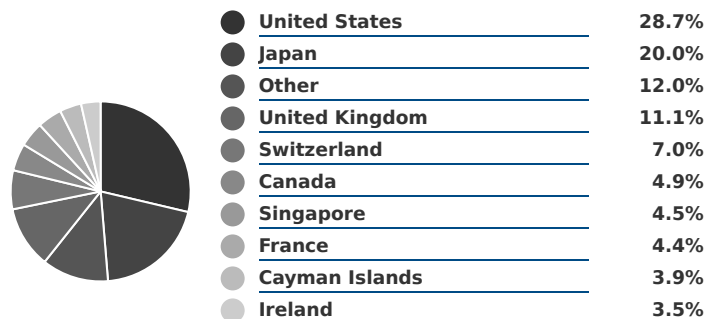 United States 28.7%
Japan 20.0%
Other 12.0%
United Kingdom 11.1%
Switzerland 7.0%
Canada 4.9%
Singapore 4.5%
France 4.4%
Cayman Islands 3.9%
Ireland 3.5%